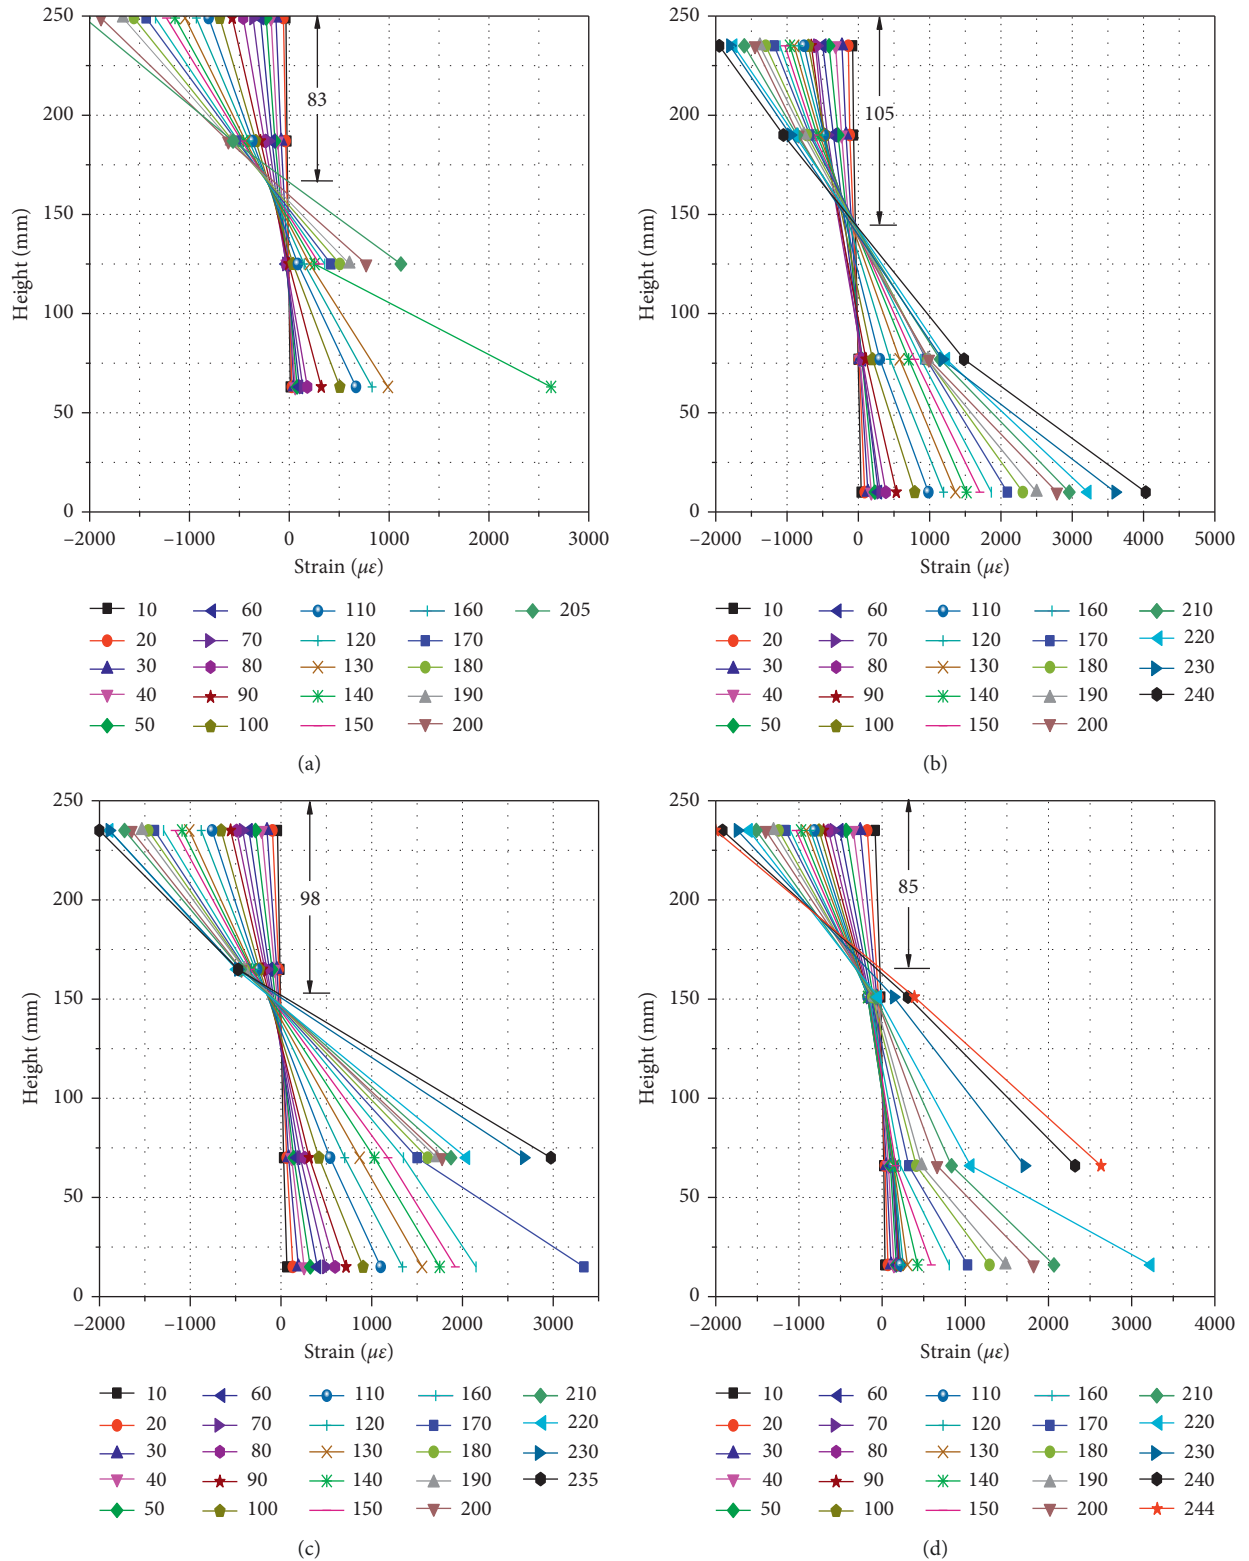 250
200
150
100
50
0
Height (mm)
83
−2000 −1000 0 1000 2000 3000
Strain (με)
10 60 110 160 205
20 70 120 170
30 80 130 180
40 90 140 190
50 100 150 200
(a)
250
200
150
100
50
0
Height (mm)
105
−2000 −1000 0 1000 2000 3000 4000 5000
Strain (με)
10 60 110 160 210
20 70 120 170 220
30 80 130 180 230
40 90 140 190 240
50 100 150 200
(b)
250
200
150
100
50
0
Height (mm)
98
−2000 −1000 0 1000 2000 3000
Strain (με)
10 60 110 160 210
20 70 120 170 220
30 80 130 180 230
40 90 140 190 235
50 100 150 200
(c)
250
200
150
100
50
0
Height (mm)
85
−2000 −1000 0 1000 2000 3000 4000
Strain (με)
10 60 110 160 210
20 70 120 170 220
30 80 130 180 230
40 90 140 190 240
50 100 150 200 244
(d)